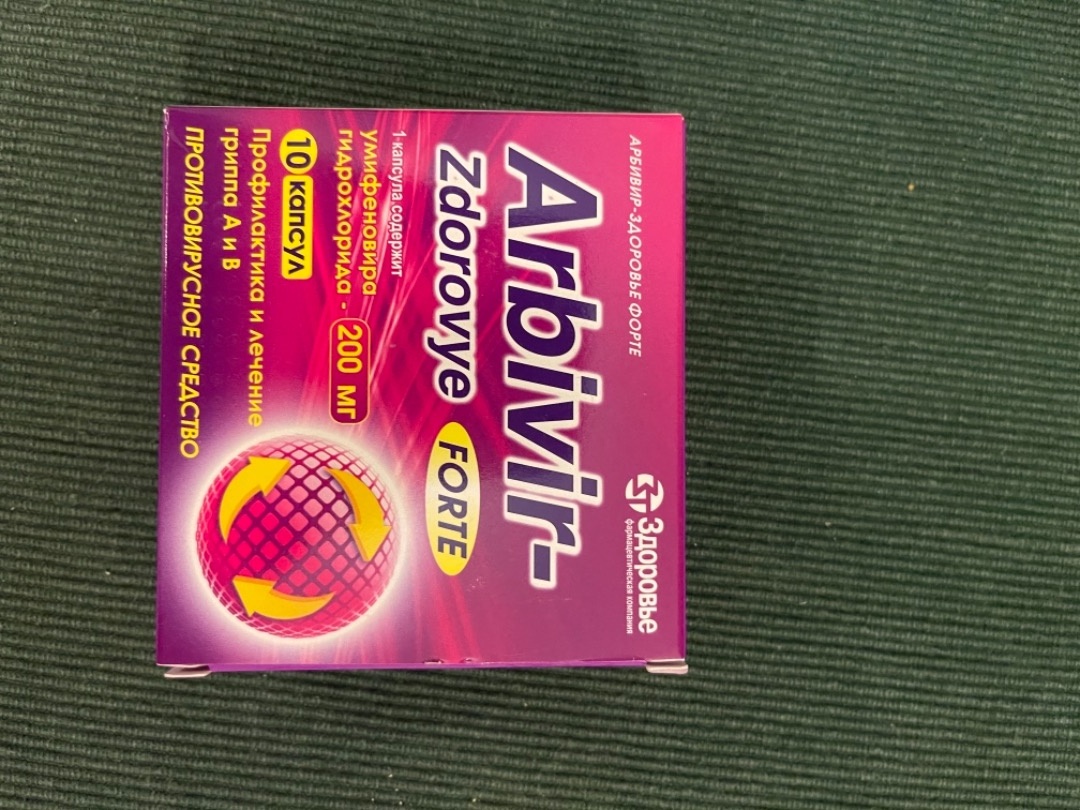 АРБИВИР-ЗДОРОВЬЕ ФОРТЕ
Здоровье
фармацевтическая компания
Arbivir-
Zdorovye FORTE
1 капсула содержит
умифеновира
гидрохлорида - 200 мг
10 капсул
Профилактика и лечение
гриппа А и В
ПРОТИВОВИРУСНОЕ СРЕДСТВО